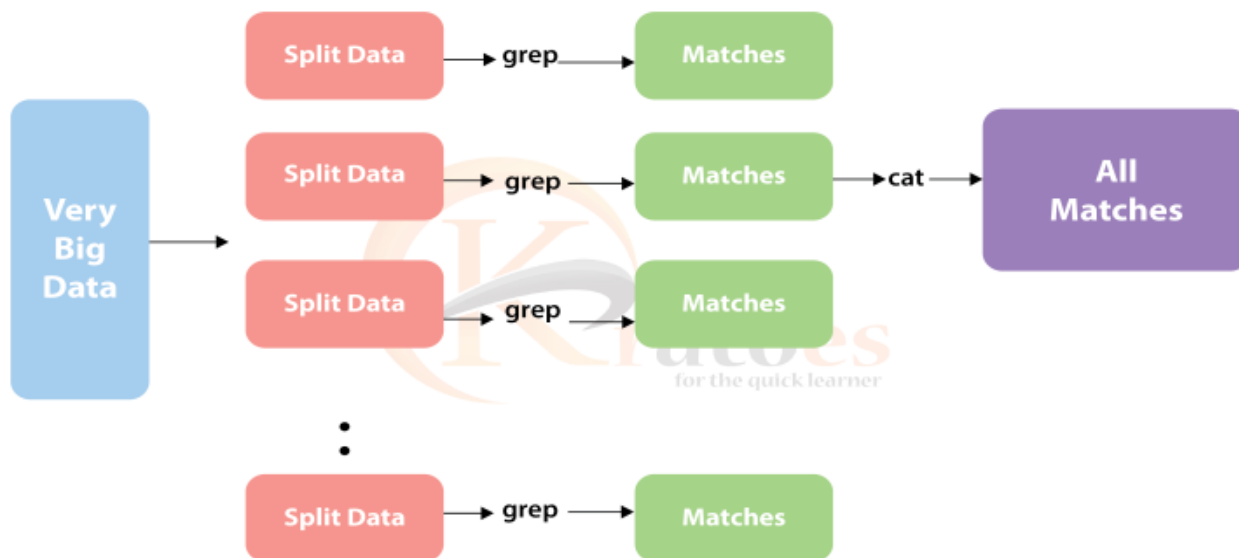 Very
Big
Data
Split Data
grep
Matches
Split Data
grep
Matches
cat
All
Matches
Split Data
grep
Matches
for the quick learner
Split Data
grep
Matches